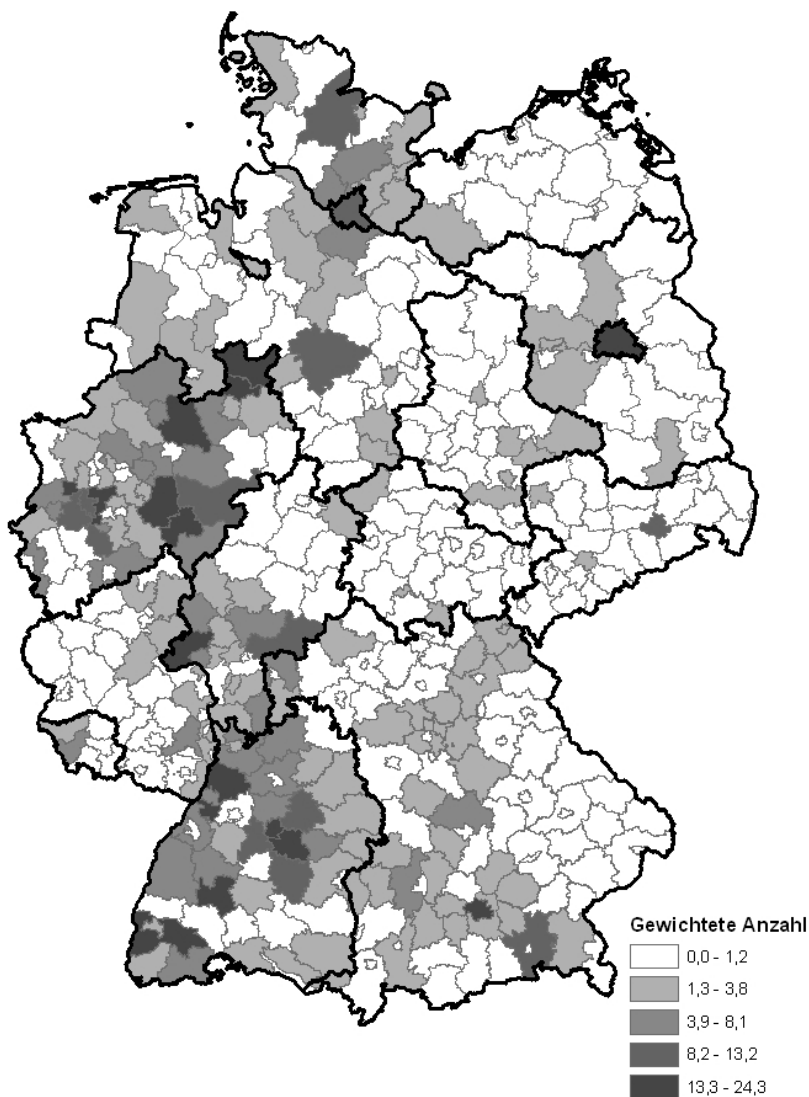 Gewichtete Anzahl
0,0 - 1,2
1,3 - 3,8
3,9 - 8,1
8,2 - 13,2
13,3 - 24,3